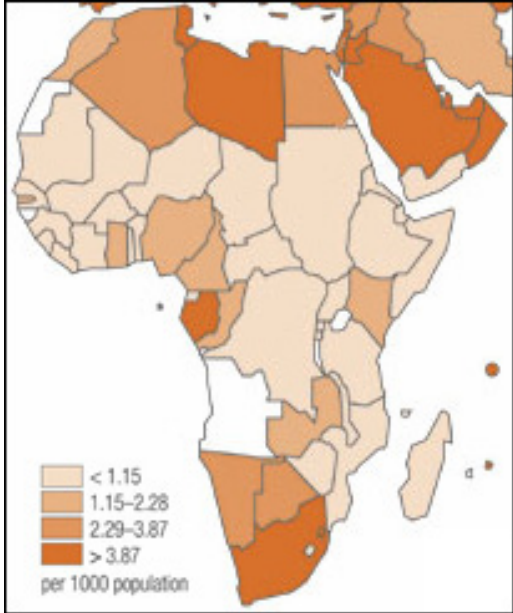 < 1.15
1.15–2.28
2.29–3.87
> 3.87
per 1000 population